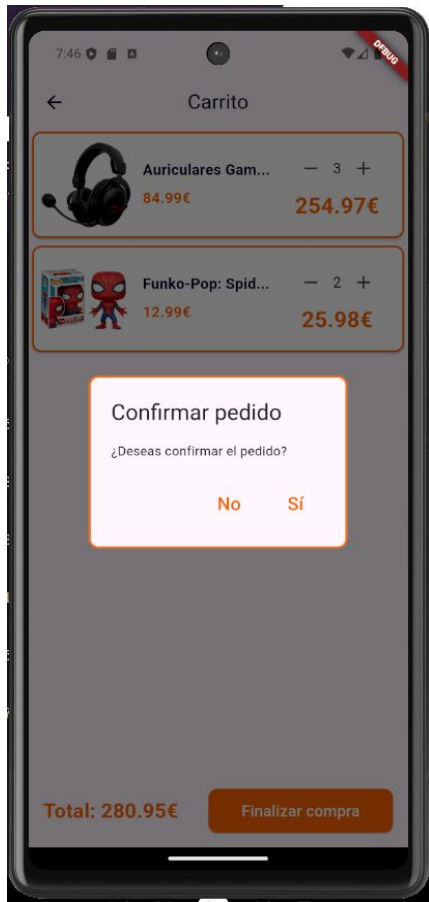 7:46
DEBUG
Carrito
Auriculares Gam...
— 3 +
84.99€
254.97€
Funko-Pop: Spid...
— 2 +
12.99€
25.98€
Confirmar pedido
¿Deseas confirmar el pedido?
No Sí
Total: 280.95€
Finalizar compra